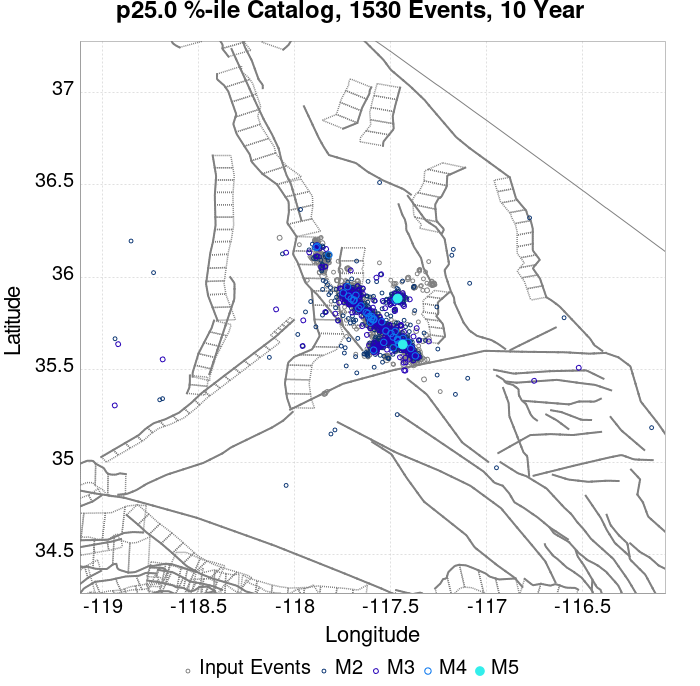 p25.0 %-ile Catalog, 1530 Events, 10 Year
37
36.5
36
35.5
35
34.5
Latitude
-119 -118.5 -118 -117.5 -117 -116.5
Longitude
Input Events M2 M3 M4 M5